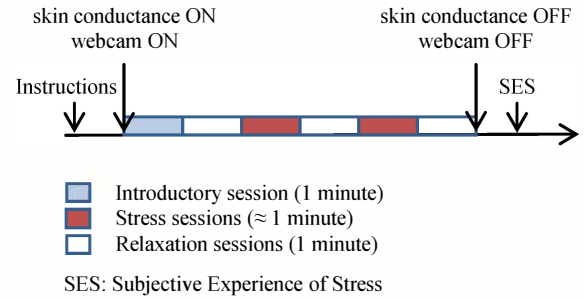 skin conductance ON
webcam ON
skin conductance OFF
webcam OFF
Instructions
SES
Introductory session (1 minute)
Stress sessions (≈ 1 minute)
Relaxation sessions (1 minute)
SES: Subjective Experience of Stress